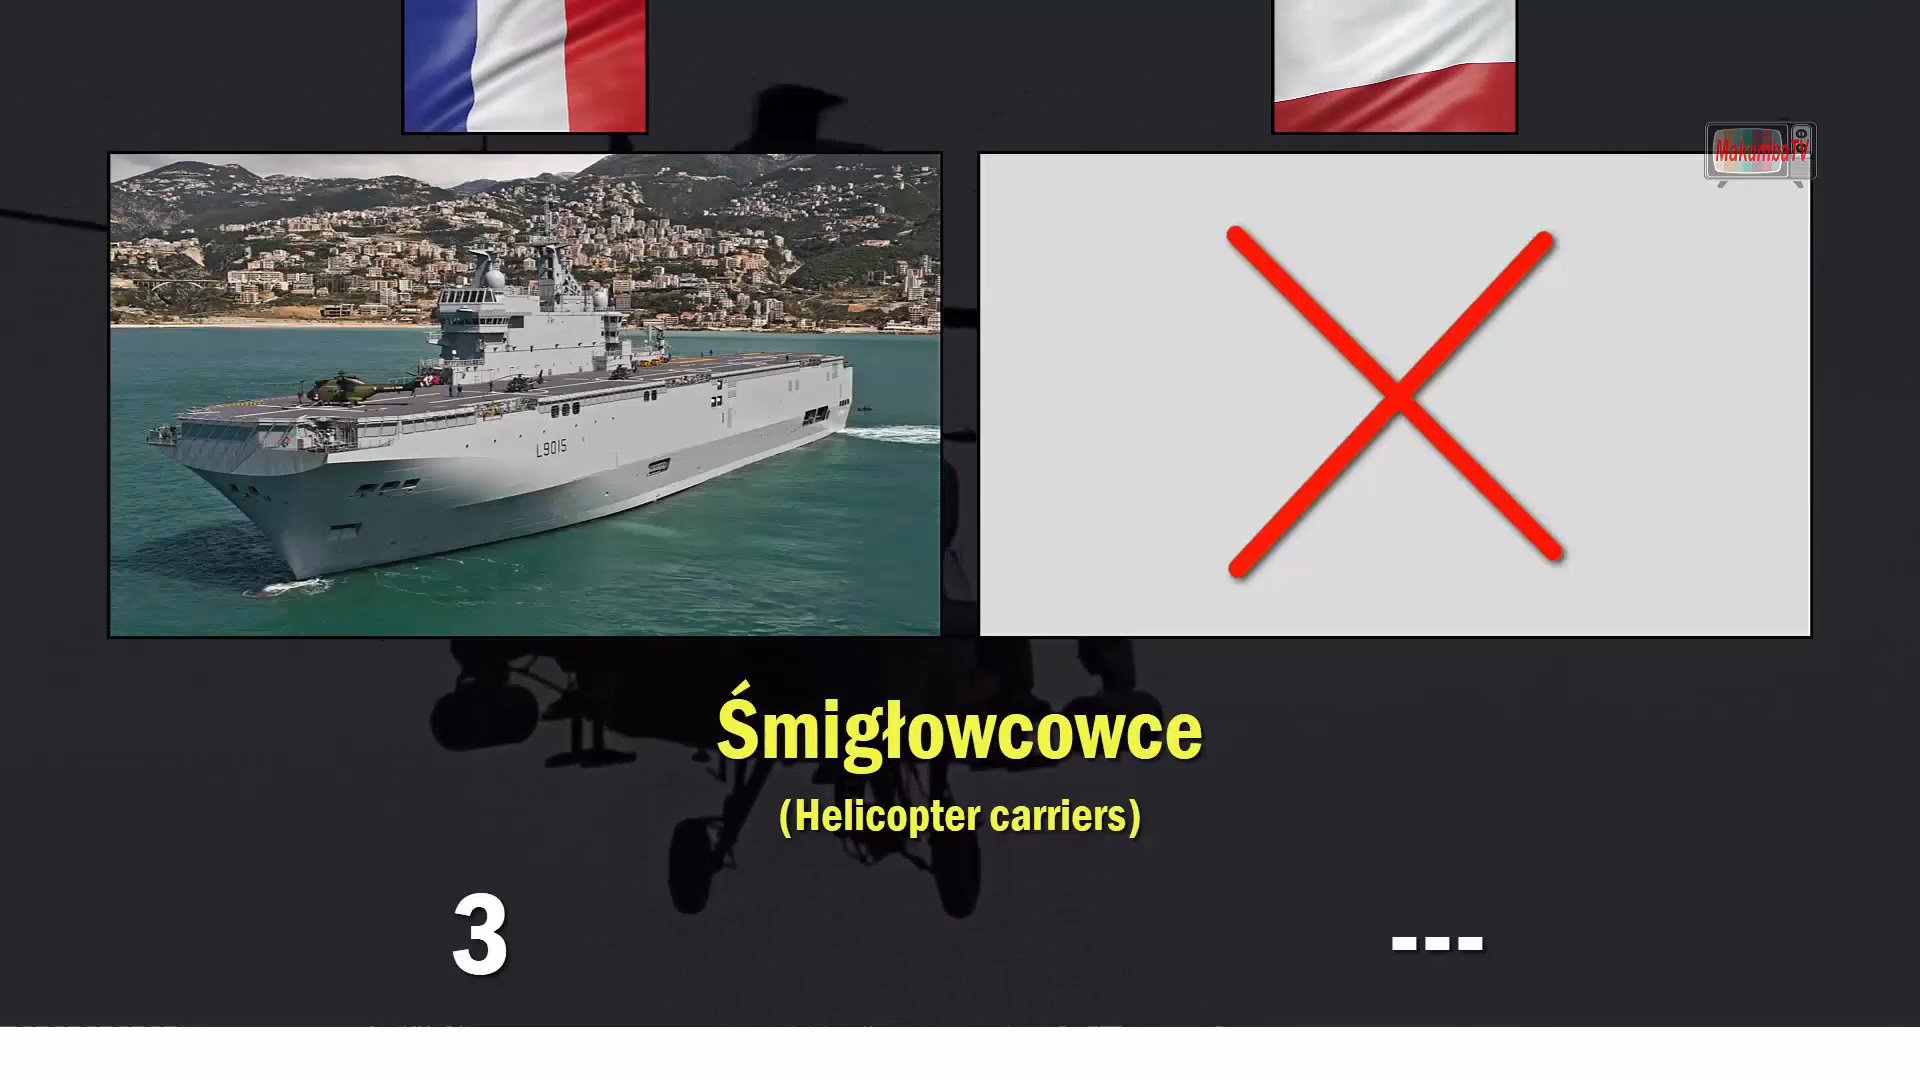 MakumbaTV
L9015
Śmigłowcowce
(Helicopter carriers)
3
---